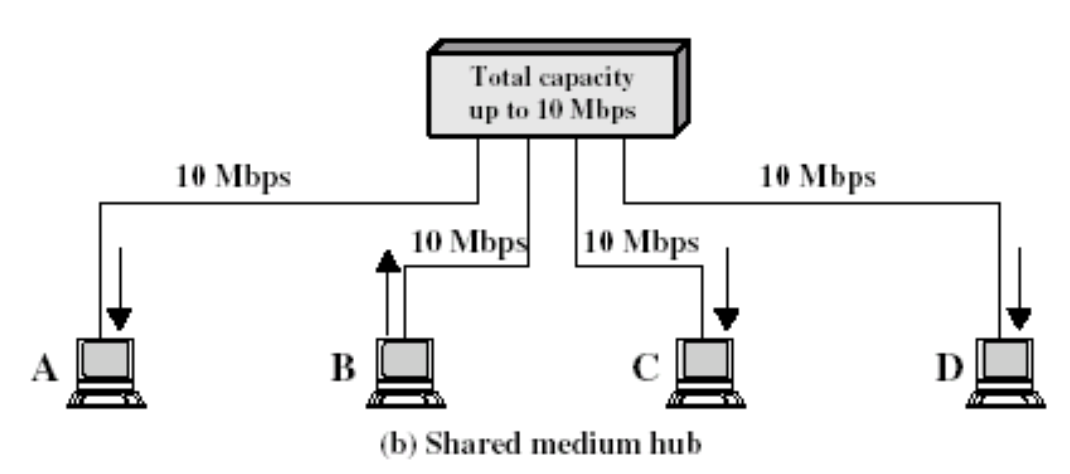 Total capacity
up to 10 Mbps
10 Mbps
10 Mbps
10 Mbps
10 Mbps
A
B
C
D
(b) Shared medium hub